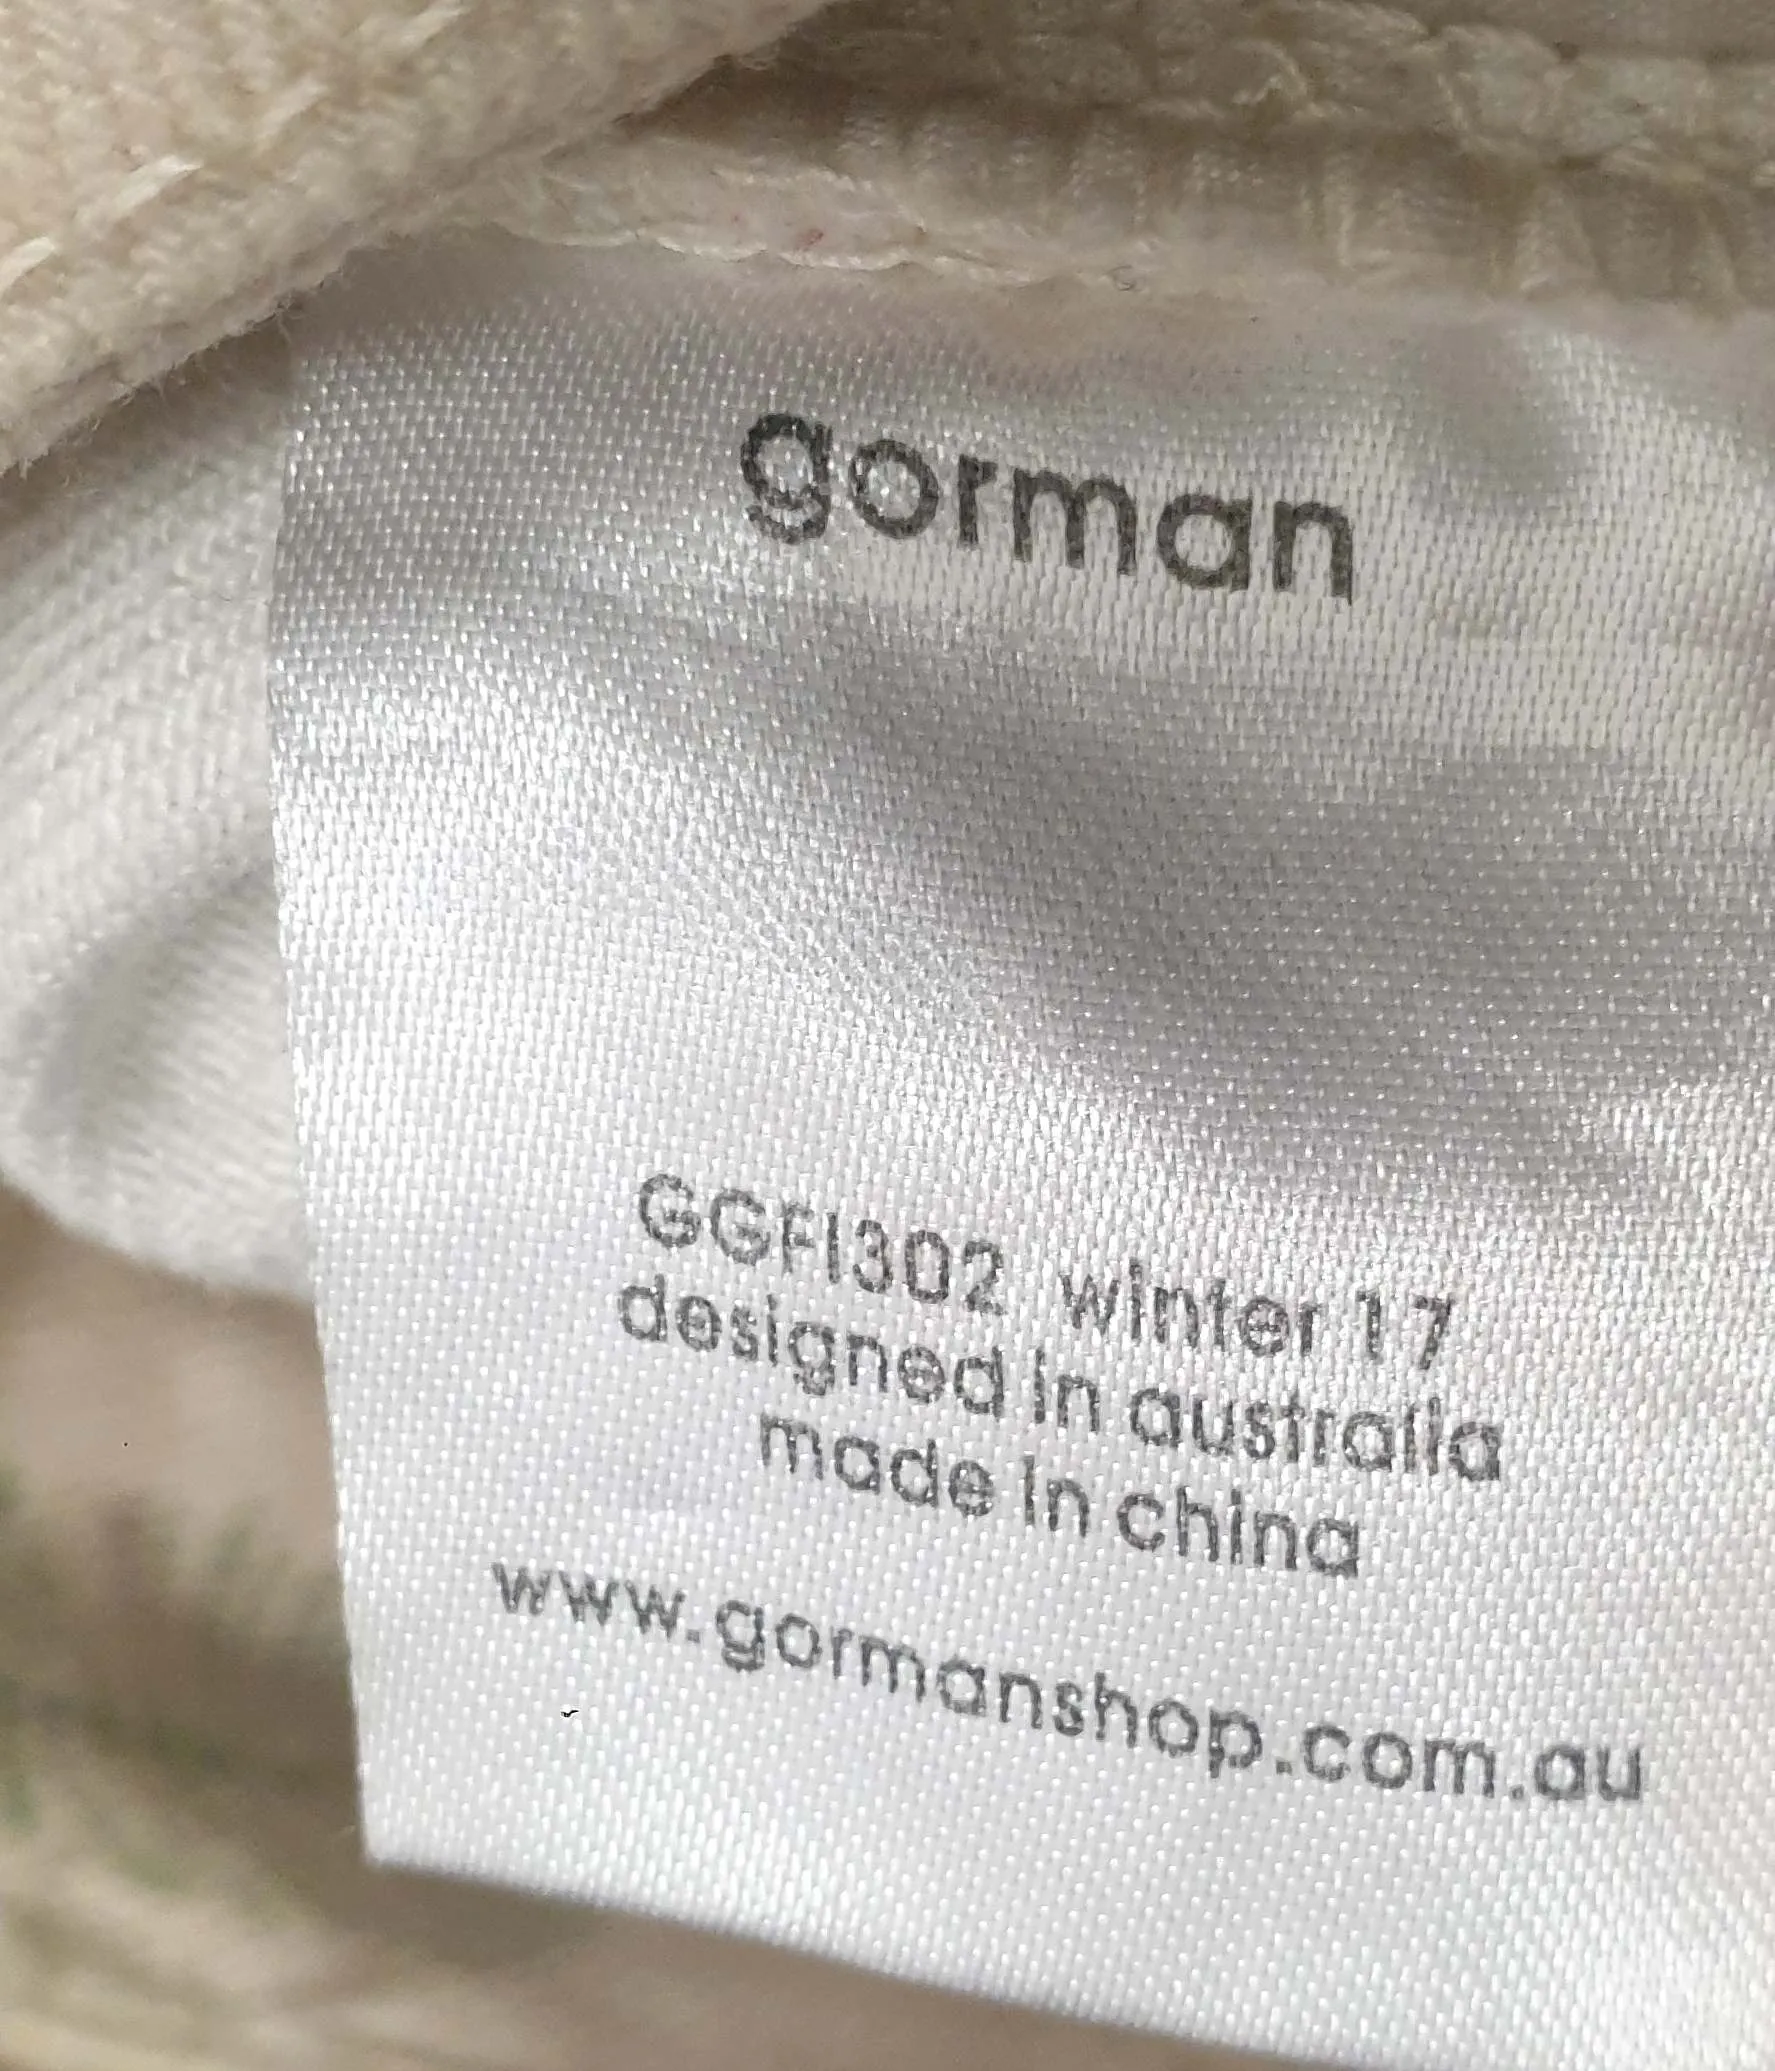 gorman
GGFI302 winter 17
designed in australia
made in china
www.gormanshop.com.au